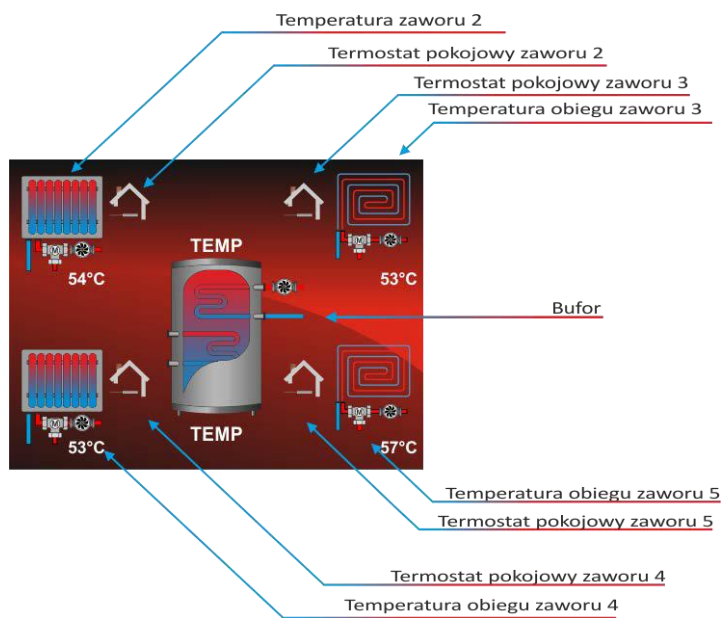 Temperatura zaworu 2
Termostat pokojowy zaworu 2
Termostat pokojowy zaworu 3
Temperatura obiegu zaworu 3
TEMP
54°C
53°C
Bufor
TEMP
53°C
57°C
Temperatura obiegu zaworu 5
Termostat pokojowy zaworu 5
Termostat pokojowy zaworu 4
Temperatura obiegu zaworu 4